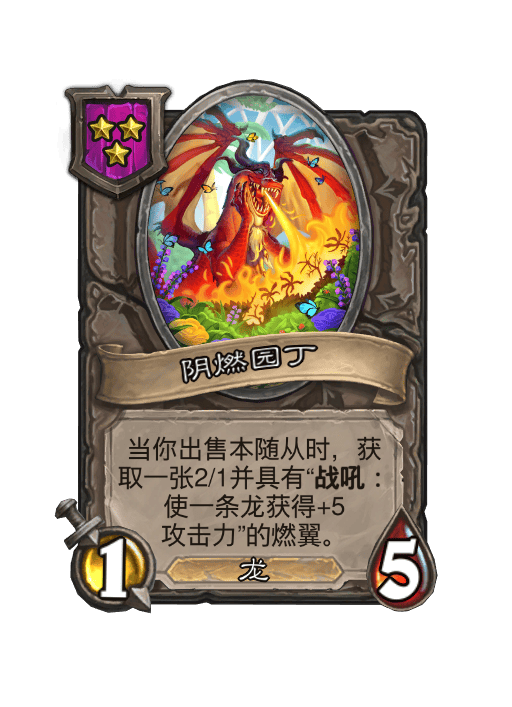 阴燃园丁
当你出售本随从时，获
取一张2/1并具有“战吼：
使一条龙获得+5
攻击力”的燃翼。
1
龙
5